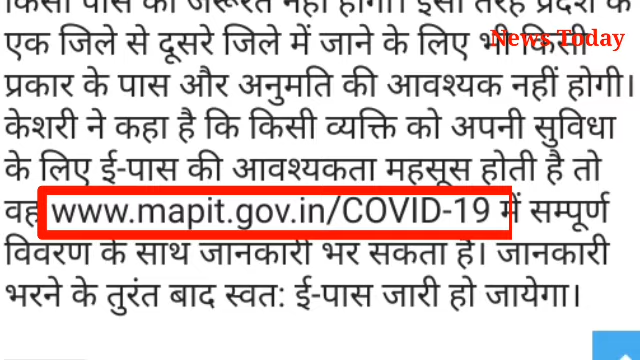 किसी पास की जरूरत नहीं होगी। इसी तरह प्रदेश के
एक जिले से दूसरे जिले में जाने के लिए भी किसी
News Today
प्रकार के पास और अनुमति की आवश्यक नहीं होगी।
केशरी ने कहा है कि किसी व्यक्ति को अपनी सुविधा
के लिए ई-पास की आवश्यकता महसूस होती है तो
वह www.mapit.gov.in/COVID-19 में सम्पूर्ण
विवरण के साथ जानकारी भर सकता है। जानकारी
भरने के तुरंत बाद स्वत: ई-पास जारी हो जायेगा।